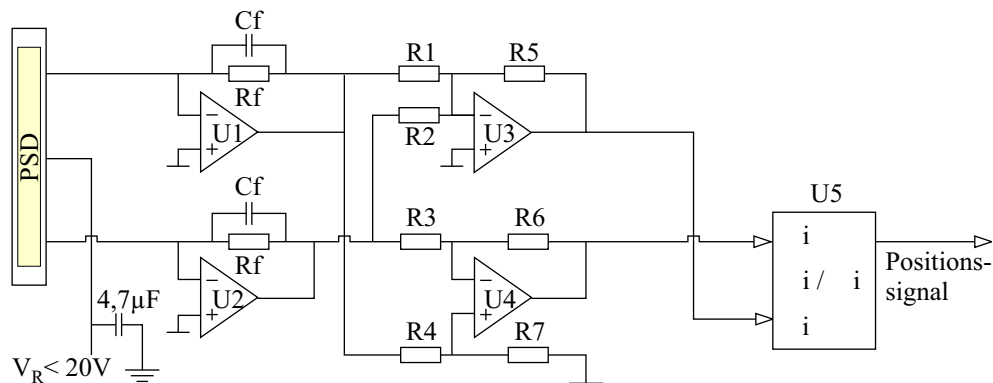 Cf
R1
R5
Rf
PSD
U1
R2
U3
Cf
R3
R6
U5
Rf
i
Positions-
signal
i / i
i
U2
U4
4,7µF
R4
R7
V_R< 20V